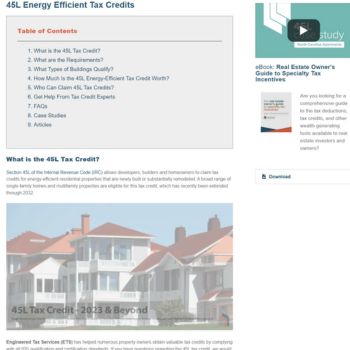 45L Energy Efficient Tax Credits
Table of Contents
1. What is the 45L Tax Credit?
2. What are the Requirements?
3. What Types of Buildings Qualify?
4. How Much Is the 45L Energy-Efficient Tax Credit Worth?
5. Who Can Claim 45L Tax Credits?
6. Get Help From Tax Credit Experts
7. FAQs
8. Case Studies
9. Articles
What is the 45L Tax Credit?
Section 45L of the Internal Revenue Code (IRC) allows developers, builders and homeowners to claim tax
credits for energy efficient residential properties that are newly built or substantially remodeled. A broad range of
single-family homes and multifamily properties are eligible for this tax credit, which has recently been extended
through 2032.
45L Tax Credit - 2023 & Beyond
Engineered Tax Services (ETS) has helped numerous property owners obtain valuable tax credits by complying
study
eBook: Real Estate Owner's
Guide to Specialty Tax
Incentives
Are you looking for a
comprehensive guide
to the tax deductions,
tax credits, and other
wealth generating
tools available to real
estate investors and
owners?
Download